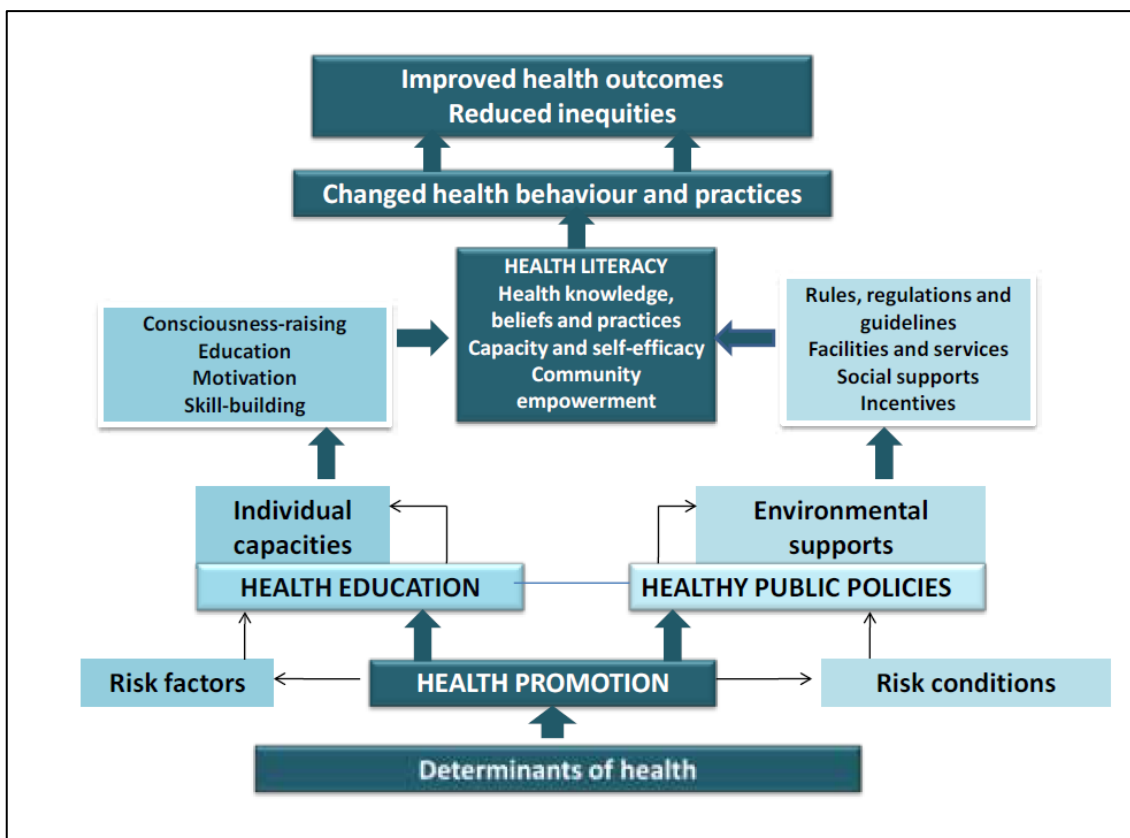 Improved health outcomes
Reduced inequities
Changed health behaviour and practices
HEALTH LITERACY
Health knowledge,
beliefs and practices
Capacity and self-efficacy
Community
empowerment
Consciousness-raising
Education
Motivation
Skill-building
Rules, regulations and
guidelines
Facilities and services
Social supports
Incentives
Individual
capacities
HEALTH EDUCATION
Environmental
supports
HEALTHY PUBLIC POLICIES
Risk factors
HEALTH PROMOTION
Risk conditions
Determinants of health